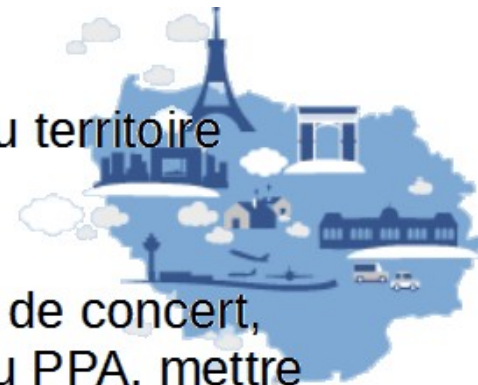 u territoire
de concert,
u PPA, mettre